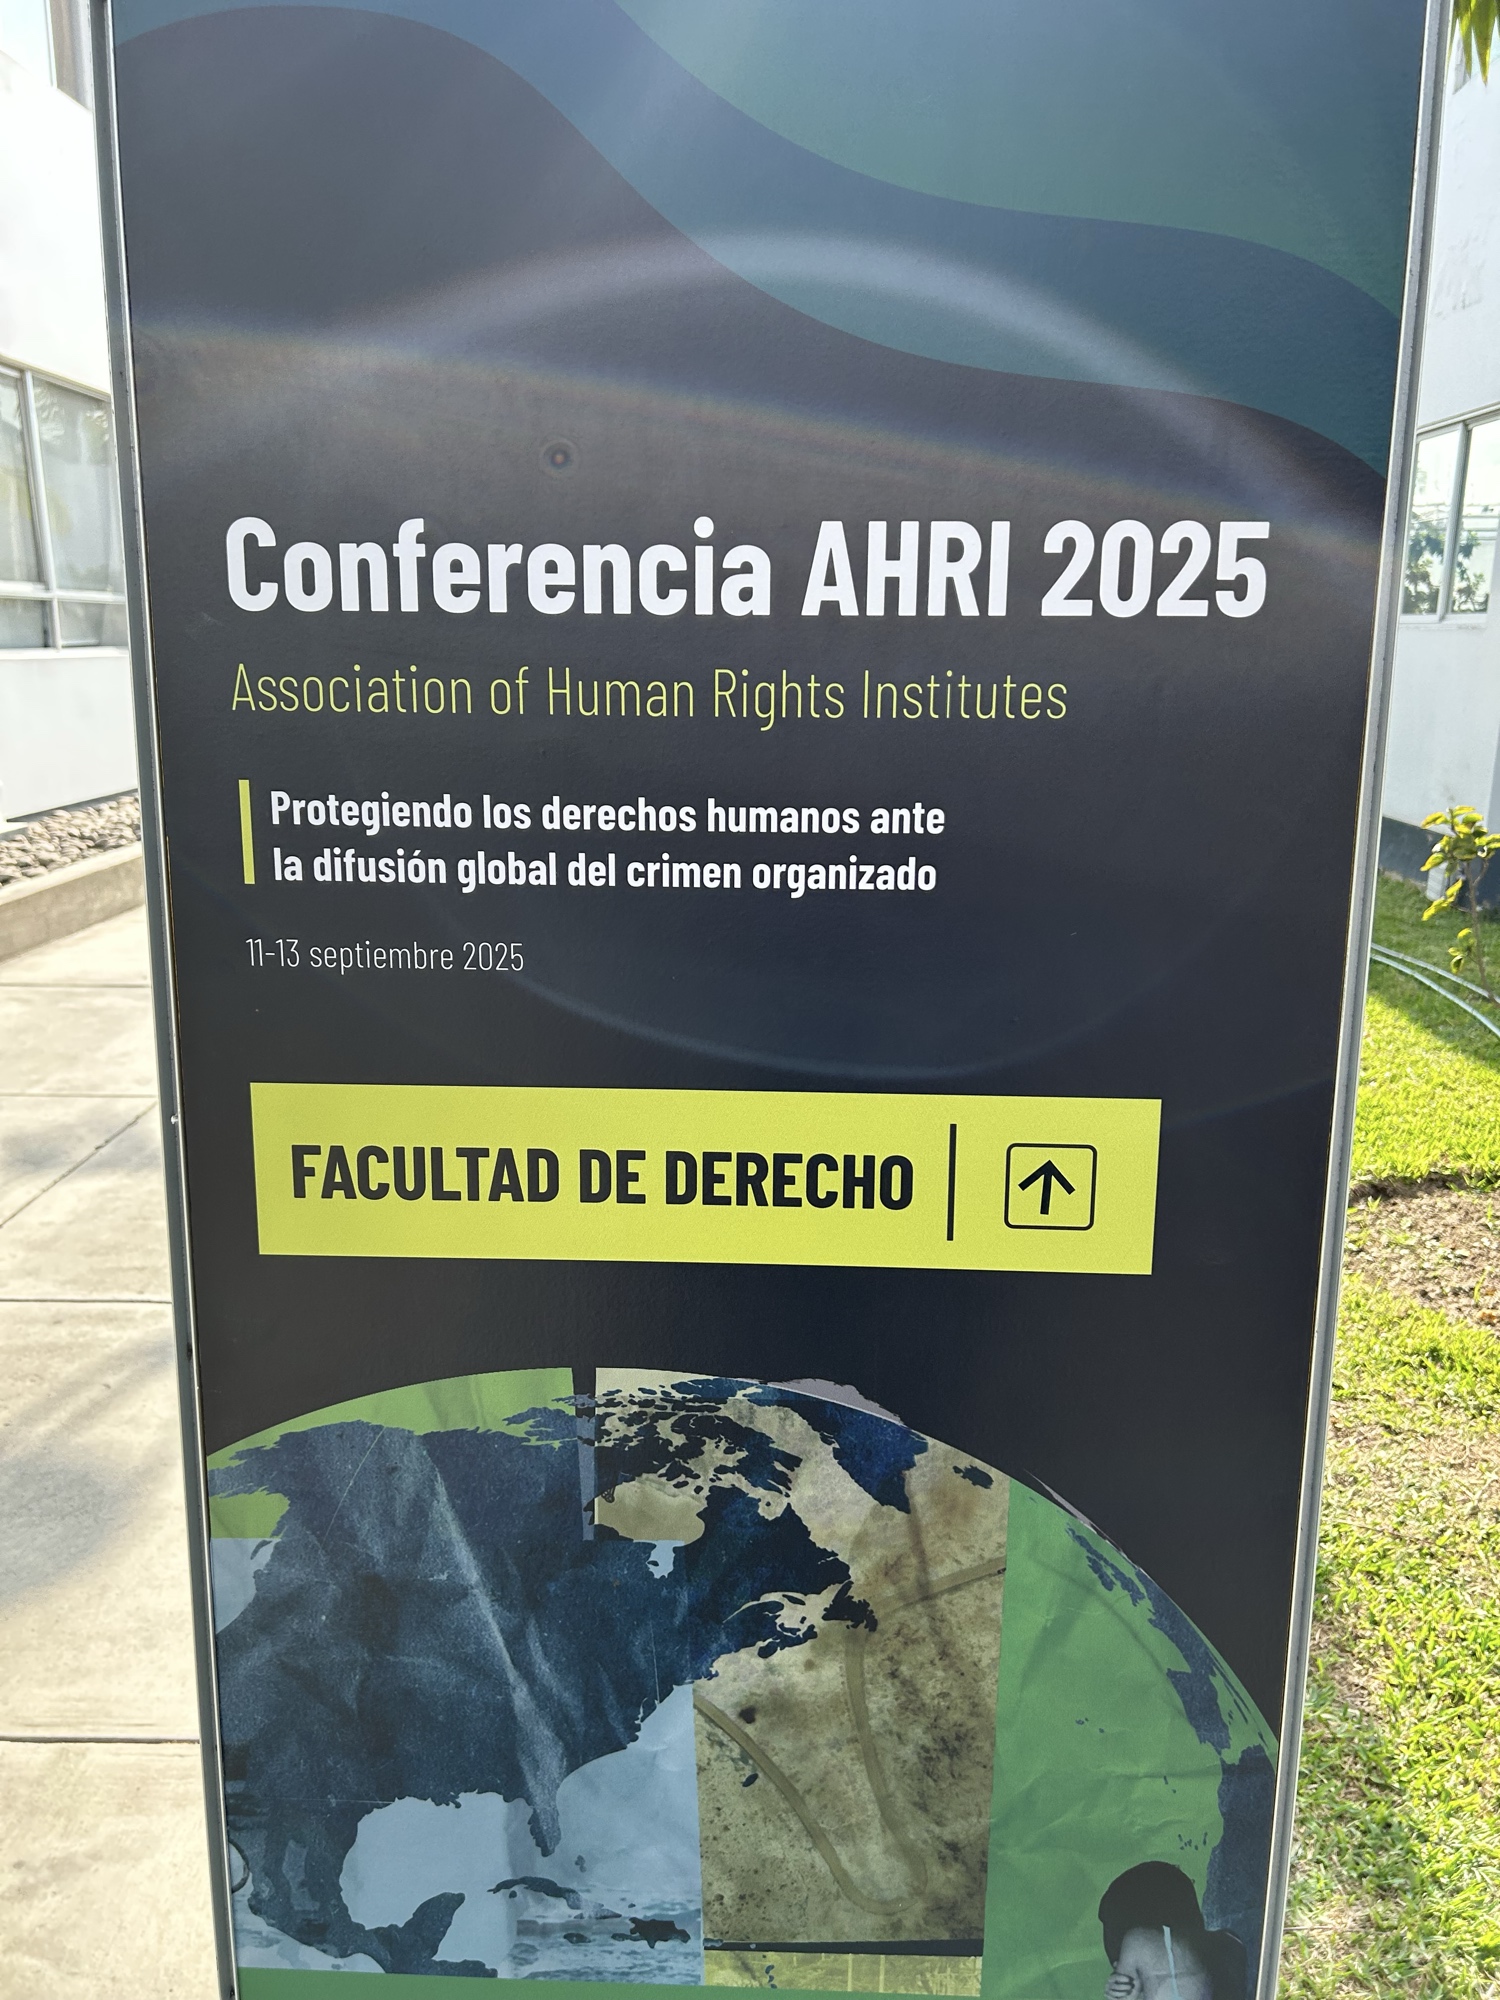 Conferencia AHRI 2025
Association of Human Rights Institutes
Protegiendo los derechos humanos ante
la difusión global del crimen organizado
11-13 septiembre 2025
FACULTAD DE DERECHO